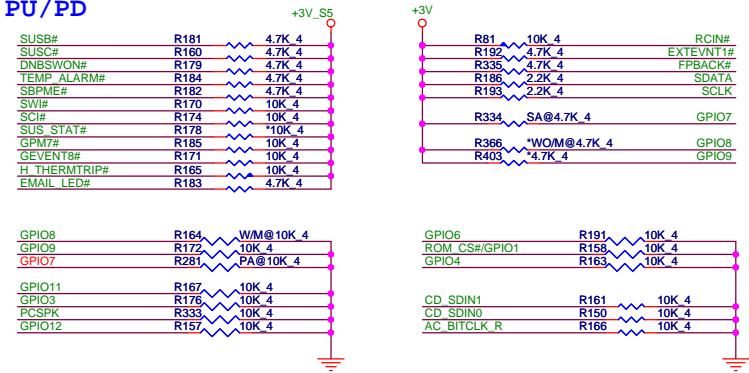 PU/PD
+3V_S5
SUSB# R181 4.7K_4
SUSC# R160 4.7K_4
DNBSWON# R179 4.7K_4
TEMP_ALARM# R184 4.7K_4
SBPME# R182 4.7K_4
SWI# R170 10K_4
SCI# R174 10K_4
SUS_STAT# R178 *10K_4
GPM7# R185 10K_4
GEVENT8# R171 10K_4
H_THERMTRIP# R165 10K_4
EMAIL_LED# R183 4.7K_4
+3V
R81 10K_4 RCIN#
R192 4.7K_4 EXTEVNT1#
R335 4.7K_4 FPBACK#
R186 2.2K_4 SDATA
R193 2.2K_4 SCLK
R334 SA@4.7K_4 GPIO7
R366 *WO/M@4.7K_4 GPIO8
R403 *4.7K_4 GPIO9
GPIO8 R164 W/M@10K_4
GPIO9 R172 10K_4
GPIO7 R281 PA@10K_4
GPIO11 R167 10K_4
GPIO3 R176 10K_4
PCSPK R333 10K_4
GPIO12 R157 10K_4
GPIO6 R191 10K_4
ROM_CS#/GPIO1 R158 10K_4
GPIO4 R163 10K_4
CD_SDIN1 R161 10K_4
CD_SDIN0 R150 10K_4
AC_BITCLK_R R166 10K_4